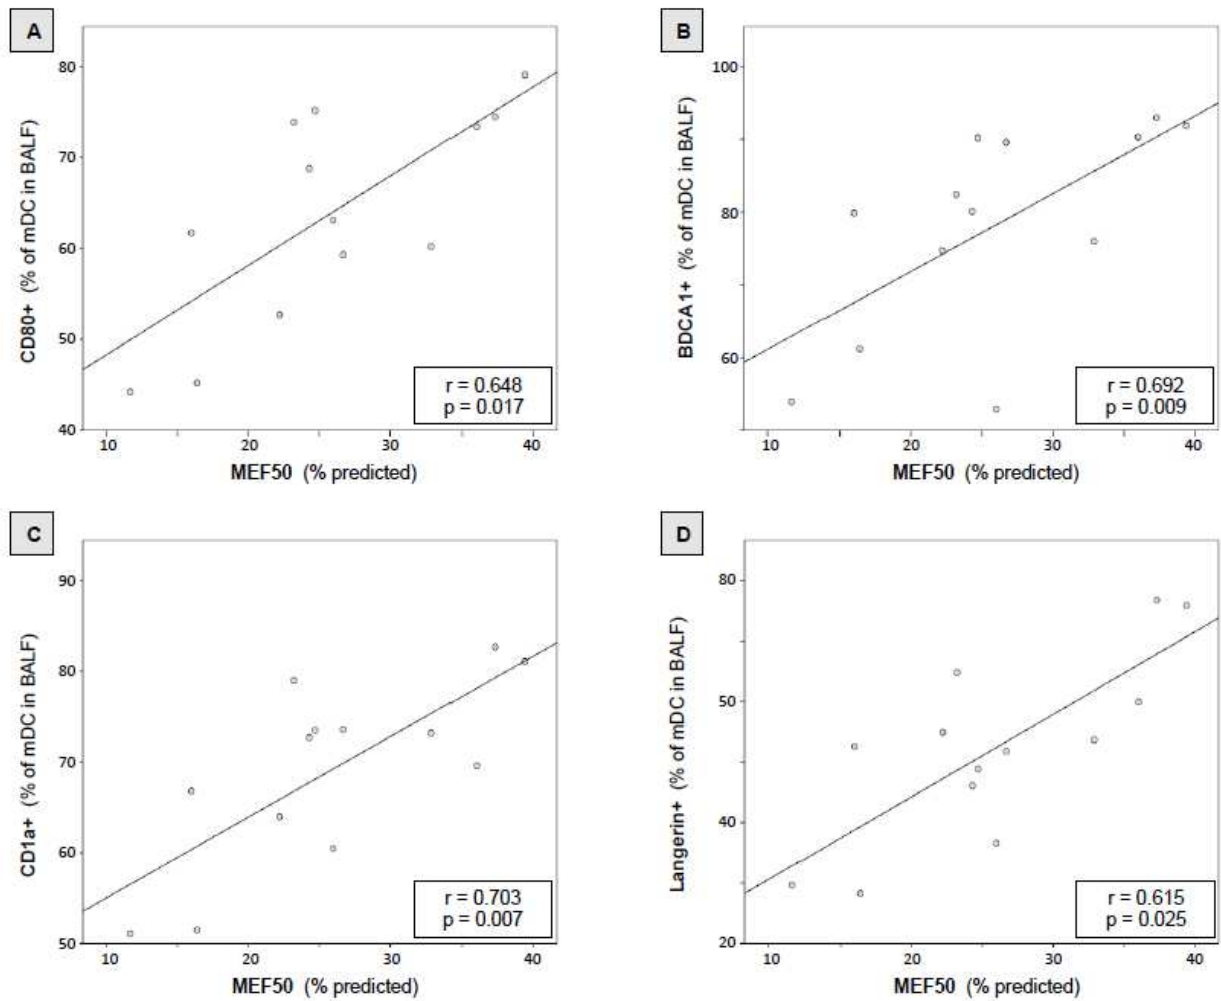 A
CD80+ (% of mDC in BALF)
80
70
60
50
40
10 20 30 40
MEF50 (% predicted)
r = 0.648
p = 0.017
B
BDCA1+ (% of mDC in BALF)
100
80
60
10 20 30 40
MEF50 (% predicted)
r = 0.692
p = 0.009
C
CD1a+ (% of mDC in BALF)
90
80
70
60
50
10 20 30 40
MEF50 (% predicted)
r = 0.703
p = 0.007
D
Langerin+ (% of mDC in BALF)
80
50
40
20
10 20 30 40
MEF50 (% predicted)
r = 0.615
p = 0.025